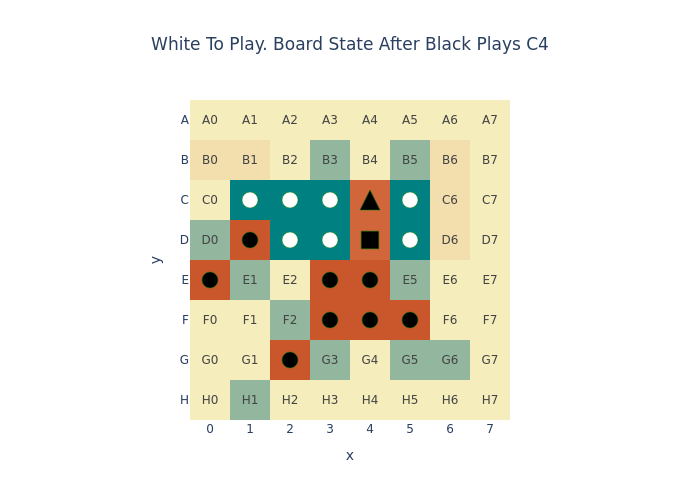 White To Play. Board State After Black Plays C4
A A0 A1 A2 A3 A4 A5 A6 A7
B B0 B1 B2 B3 B4 B5 B6 B7
C C0 C6 C7
D D0 D6 D7
y
E E1 E2 E5 E6 E7
F F0 F1 F2 F6 F7
G G0 G1 G3 G4 G5 G6 G7
H H0 H1 H2 H3 H4 H5 H6 H7
0 1 2 3 4 5 6 7
x